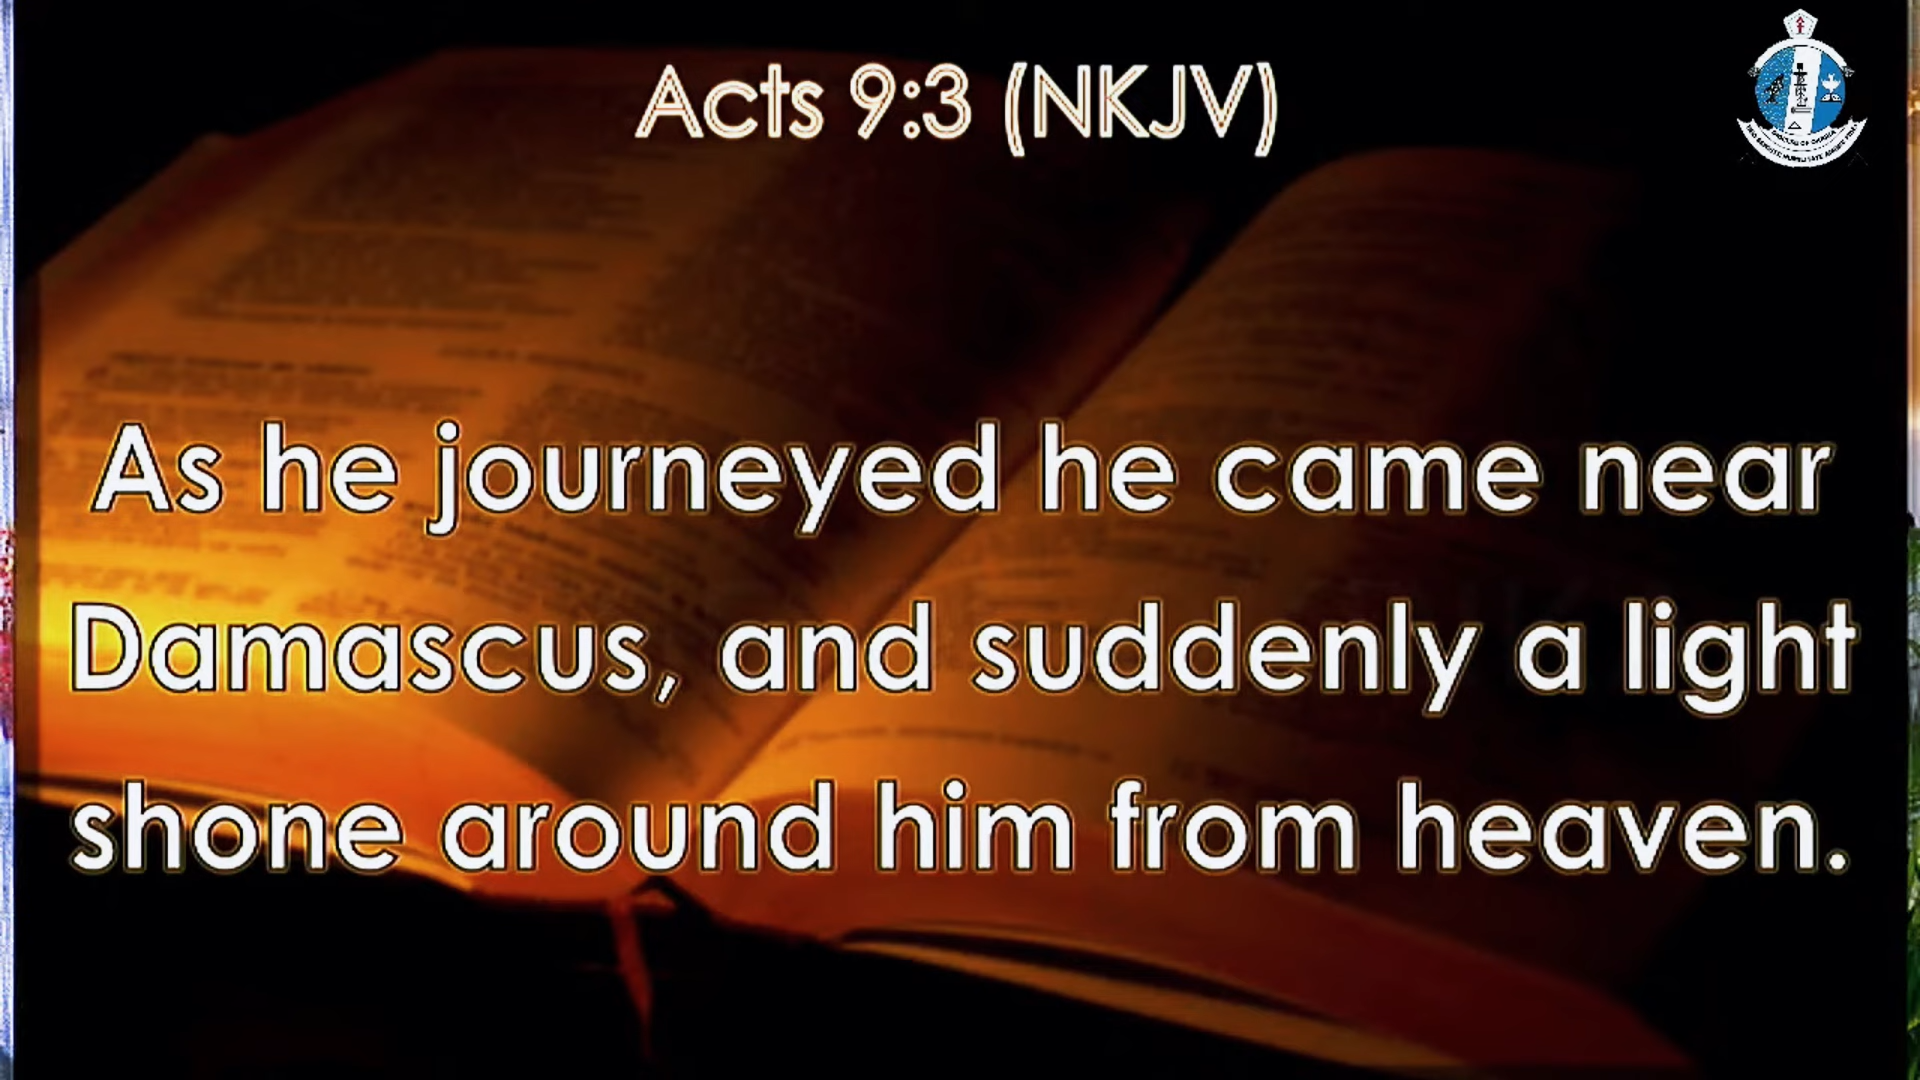 Acts 9:3 (NKJV)
As he journeyed he came near
Damascus, and suddenly a light
shone around him from heaven.